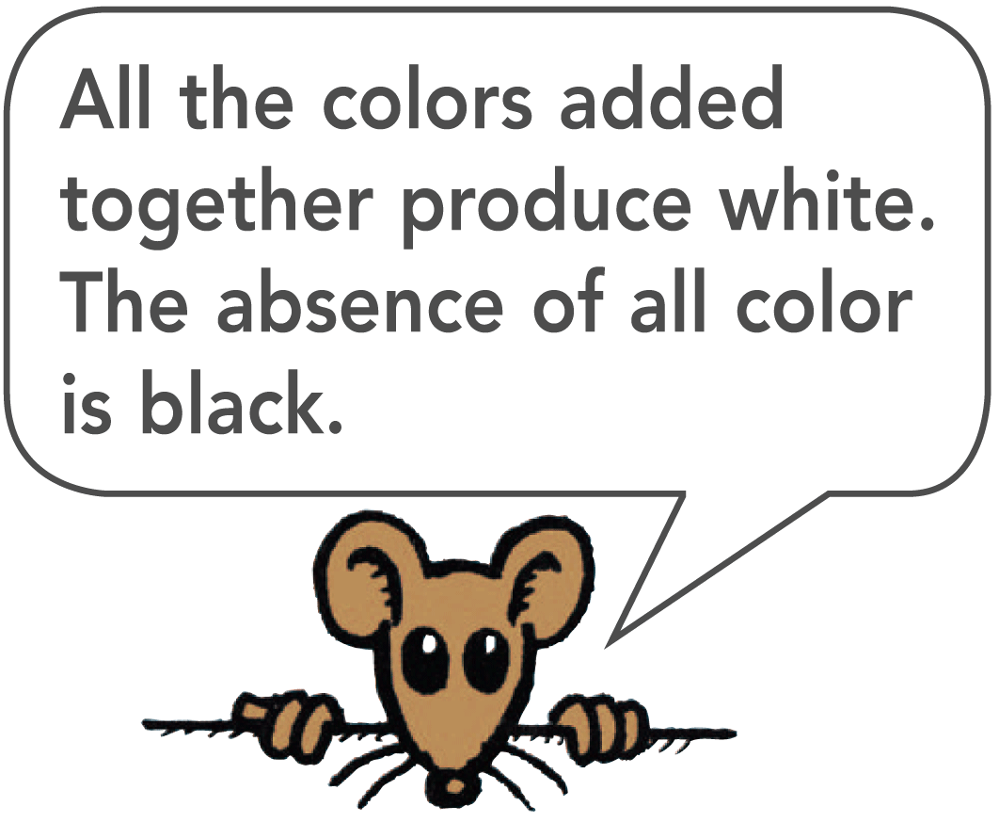 All the colors added
together produce white.
The absence of all color
is black.